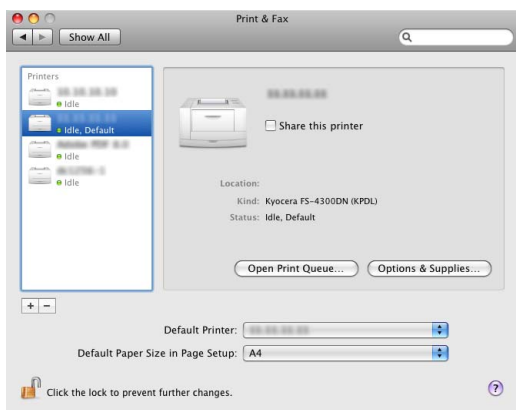 Print & Fax
Show All
Printers
Idle
Idle, Default
Idle
Idle
Share this printer
Location:
Kind: Kyocera FS-4300DN (KPDL)
Status: Idle, Default
Open Print Queue... Options & Supplies...
+ −
Default Printer:
Default Paper Size in Page Setup: A4
Click the lock to prevent further changes. ?